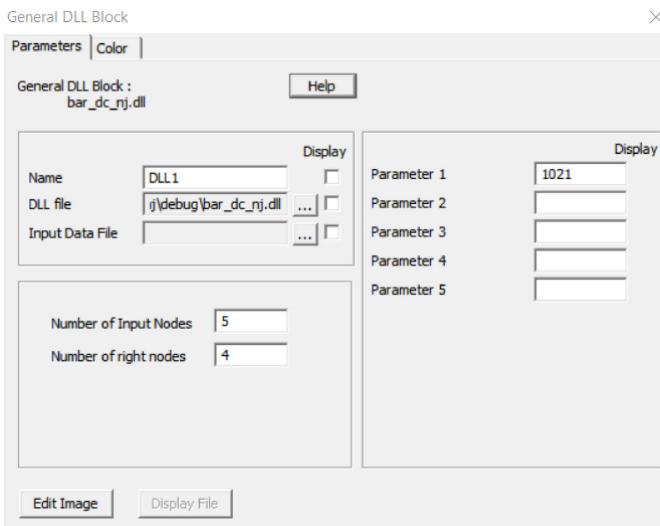 General DLL Block
Parameters Color
General DLL Block :
bar_dc_nj.dll
Help
Display
Name DLL1
DLL file ıj\debug\bar_dc_nj.dll ...
Input Data File ...
Number of Input Nodes 5
Number of right nodes 4
Display
Parameter 1 1021
Parameter 2
Parameter 3
Parameter 4
Parameter 5
Edit Image Display File